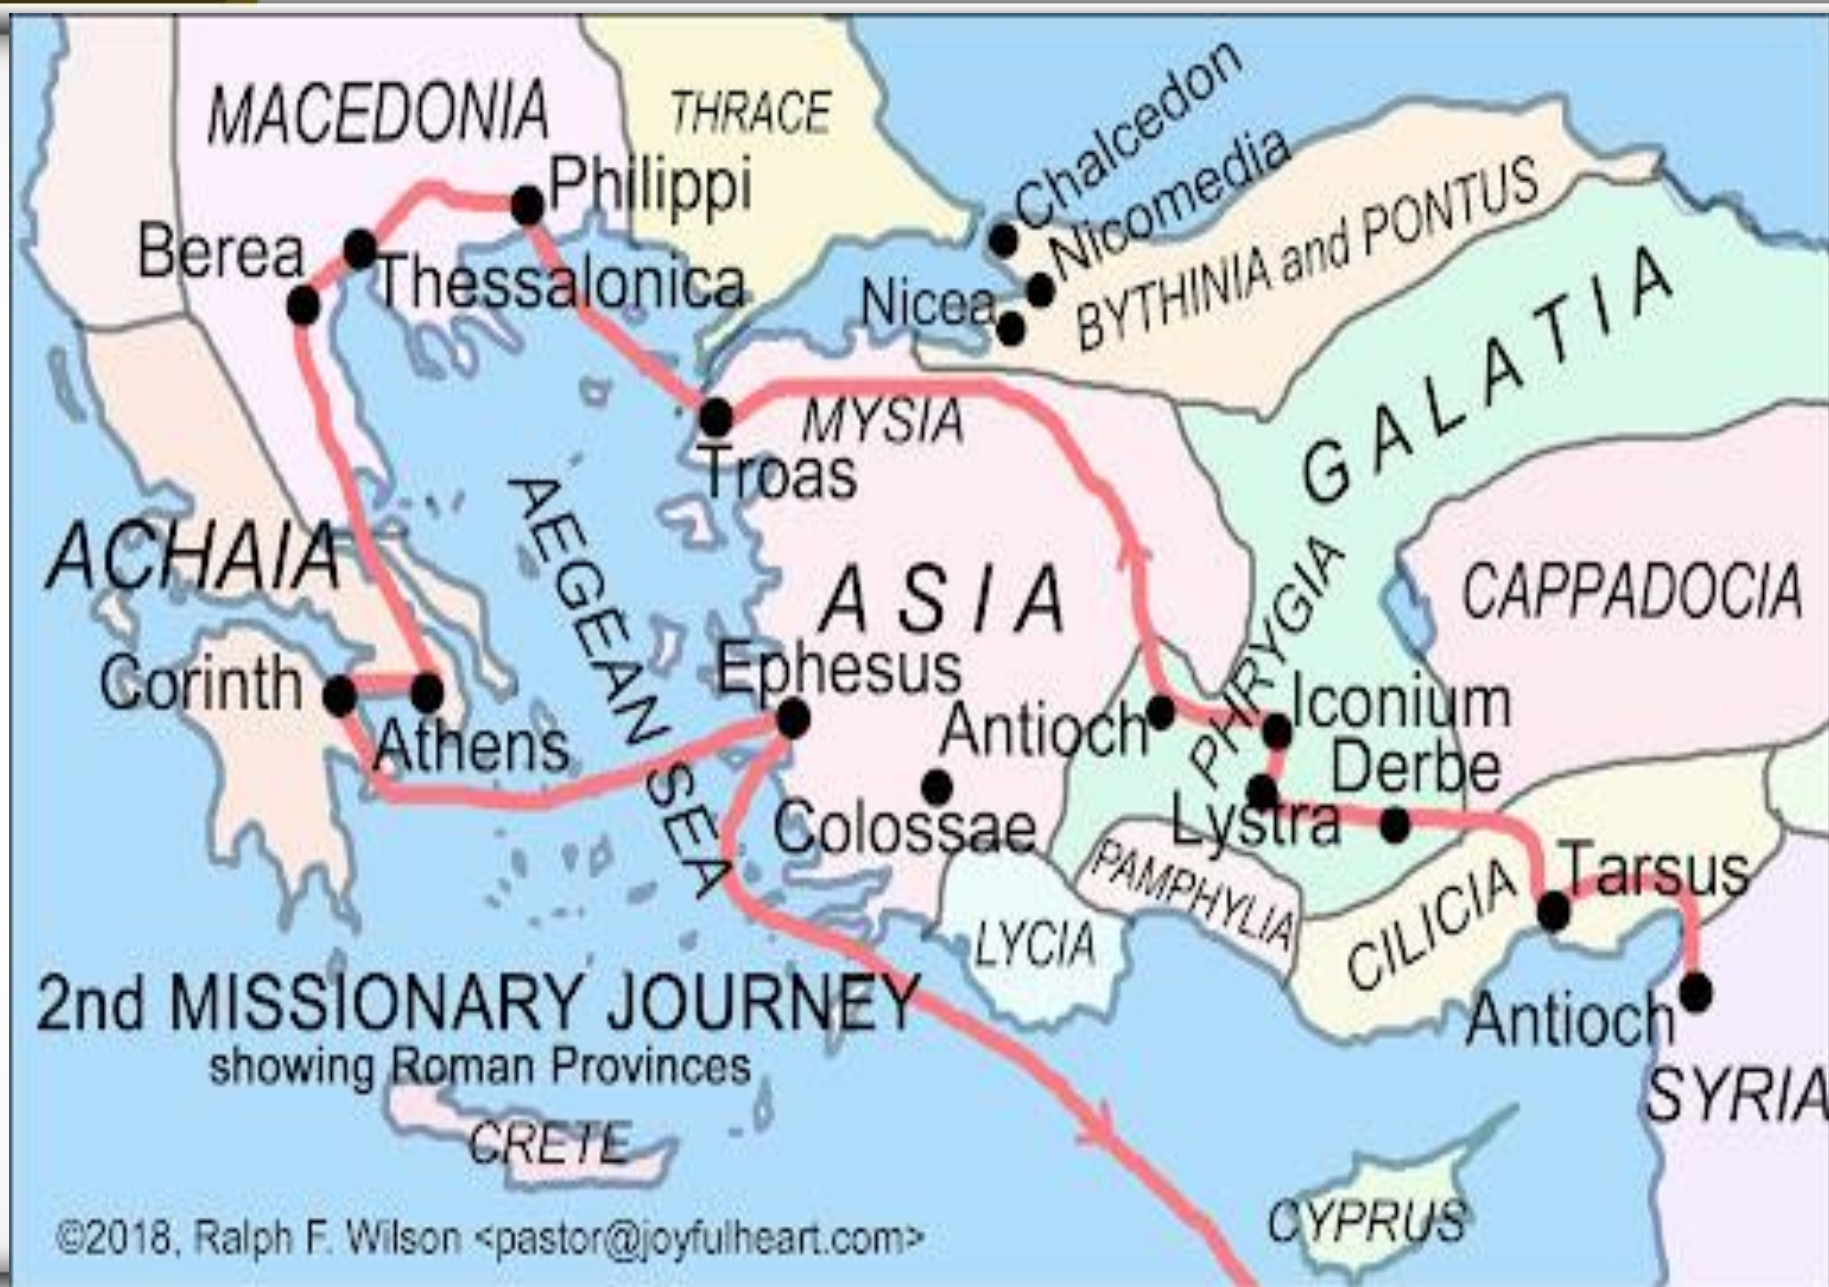 MACEDONIA
THRACE
Chalcedon
Philippi
Nicomedia
Berea
Thessalonica
Nicea
BYTHINIA and PONTUS
GALATIA
MYSIA
Troas
AEGEAN SEA
ACHAIA
ASIA
PHRYGIA
CAPPADOCIA
Corinth
Athens
Ephesus
Antioch
Iconium
Derbe
Lystra
Colossae
PAMPHYLIA
LYCIA
CILICIA
Tarsus
Antioch
SYRIA
2nd MISSIONARY JOURNEY
showing Roman Provinces
CRETE
CYPRUS
©2018, Ralph F. Wilson <pastor@joyfulheart.com>